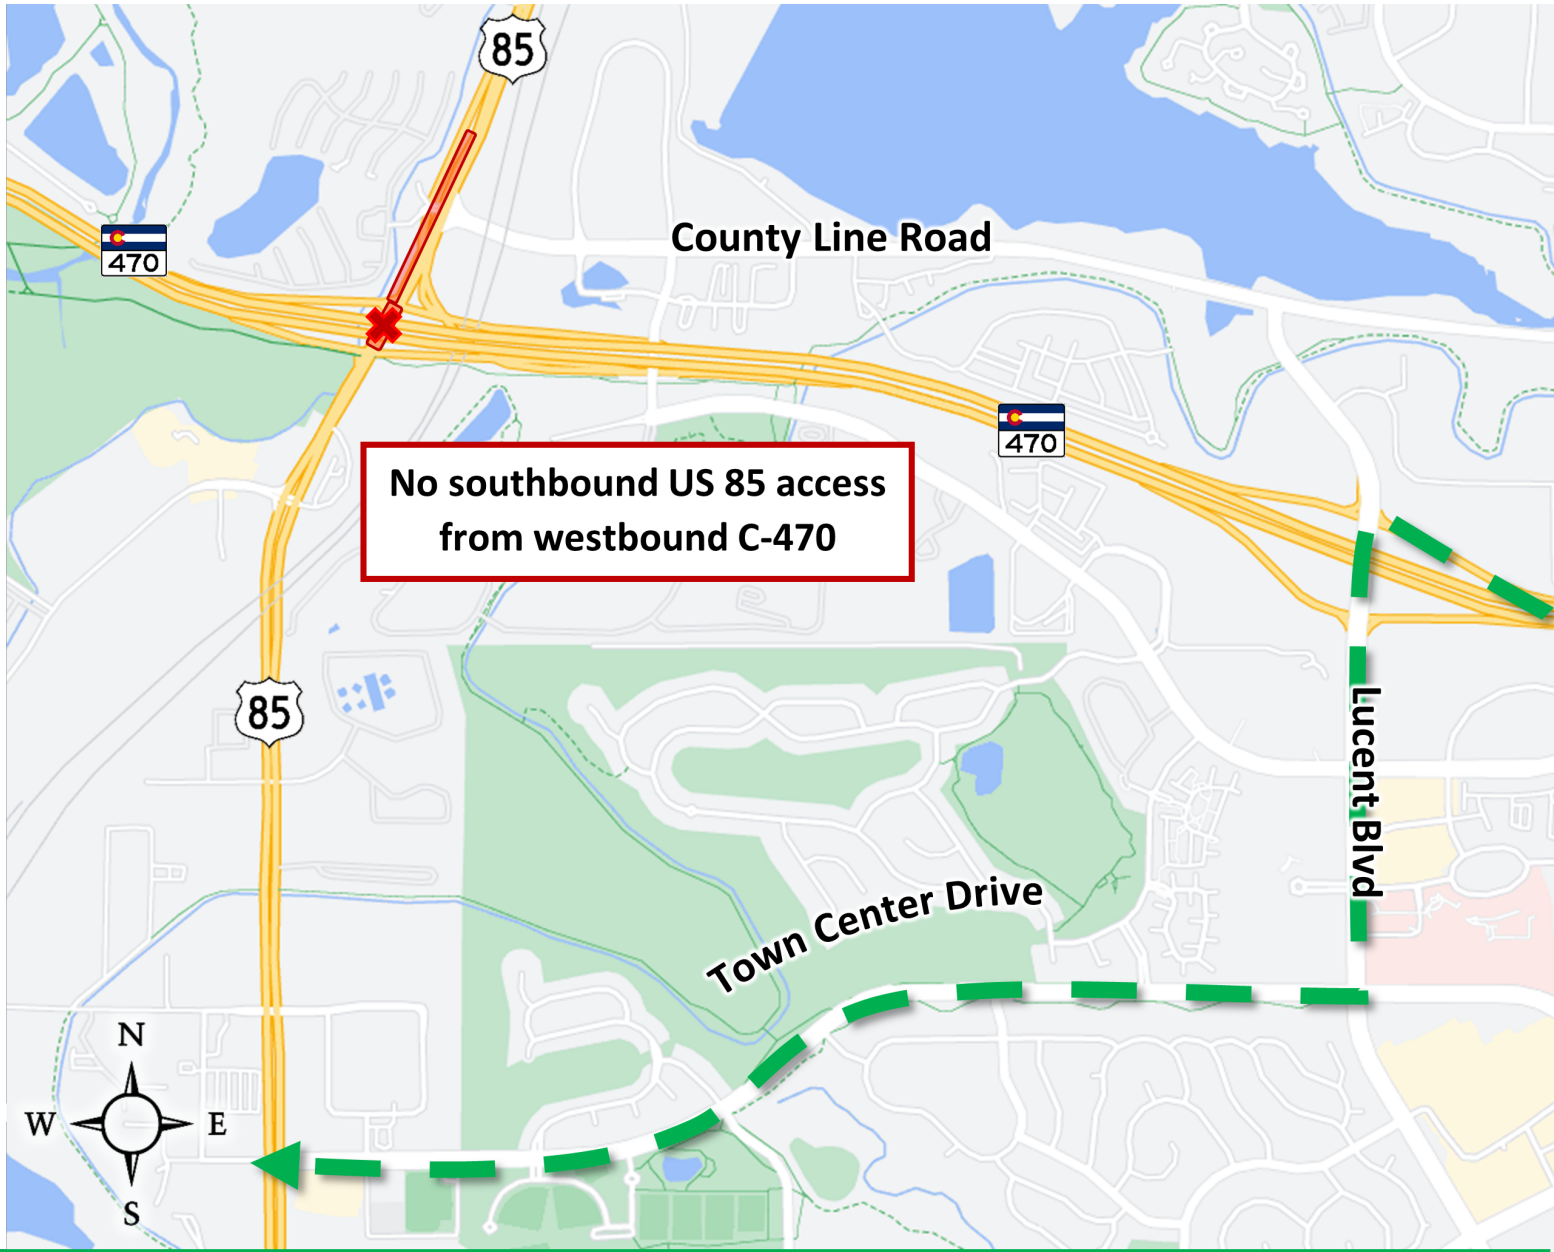 85
County Line Road
470
470
No southbound US 85 access
from westbound C-470
85
Lucent Blvd
Town Center Drive
N
W
E
S